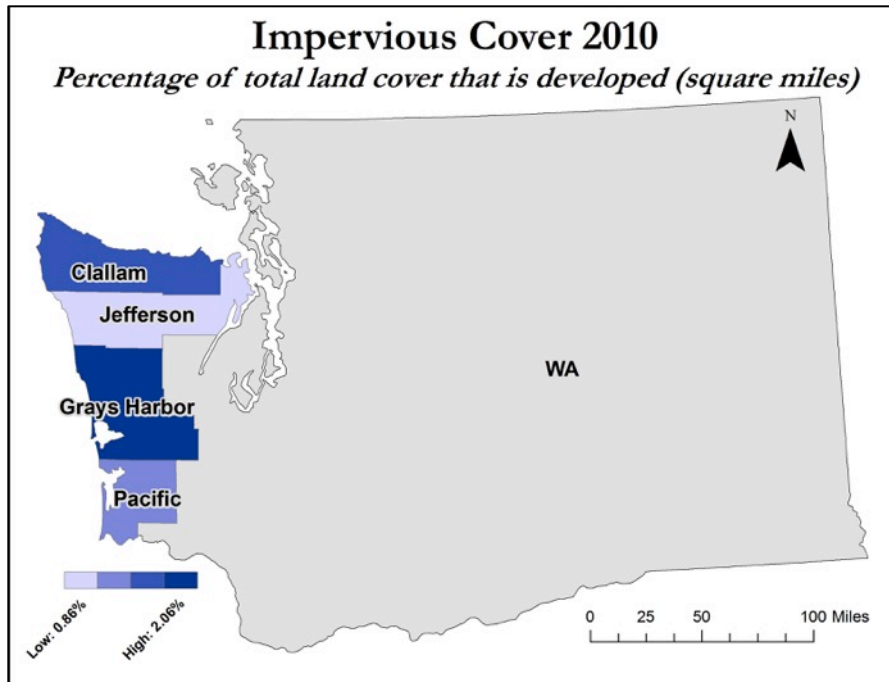 Impervious Cover 2010
Percentage of total land cover that is developed (square miles)
N
Clallam
Jefferson
WA
Grays Harbor
Pacific
Low: 0.86%
High: 2.06%
0 25 50 100 Miles